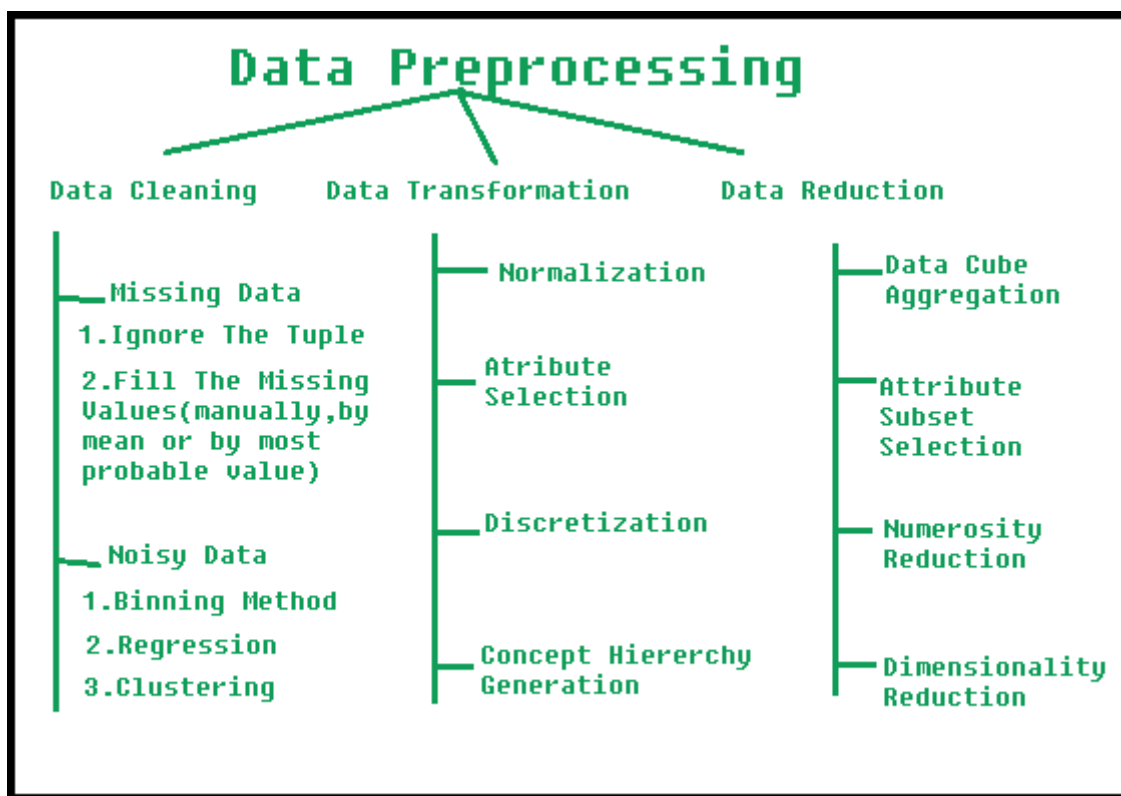 Data Preprocessing
Data Cleaning
Missing Data
1.Ignore The Tuple
2.Fill The Missing
Values(manually,by
mean or by most
probable value)
Noisy Data
1.Binning Method
2.Regression
3.Clustering
Data Transformation
Normalization
Atribute
Selection
Discretization
Concept Hiererchy
Generation
Data Reduction
Data Cube
Aggregation
Attribute
Subset
Selection
Numerosity
Reduction
Dimensionality
Reduction